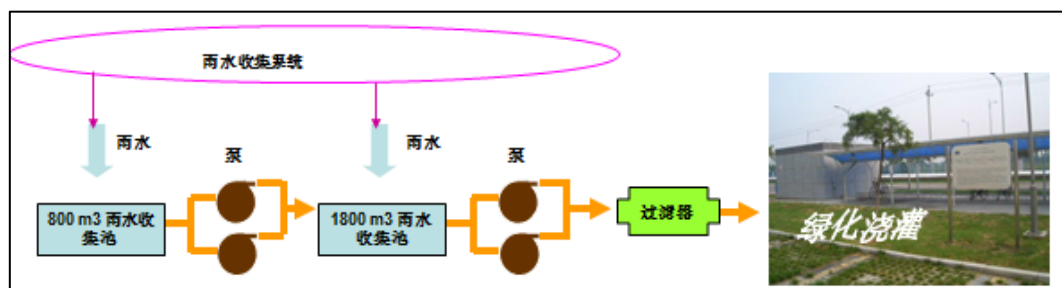 雨水收集系统
雨水
泵
雨水
泵
800 m3 雨水收
集池
1800 m3 雨水
收集池
过滤器
绿化浇灌